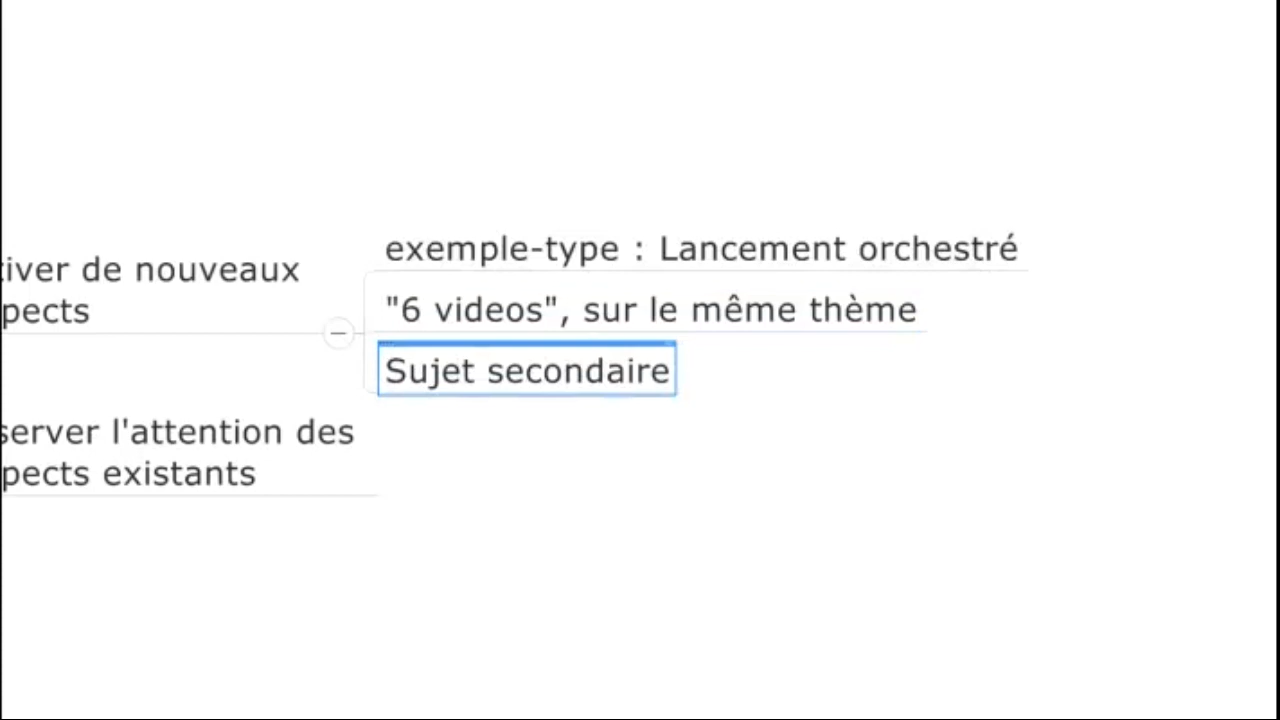 tiver de nouveaux
pects
exemple-type : Lancement orchestré
"6 videos", sur le même thème
Sujet secondaire
server l'attention des
pects existants